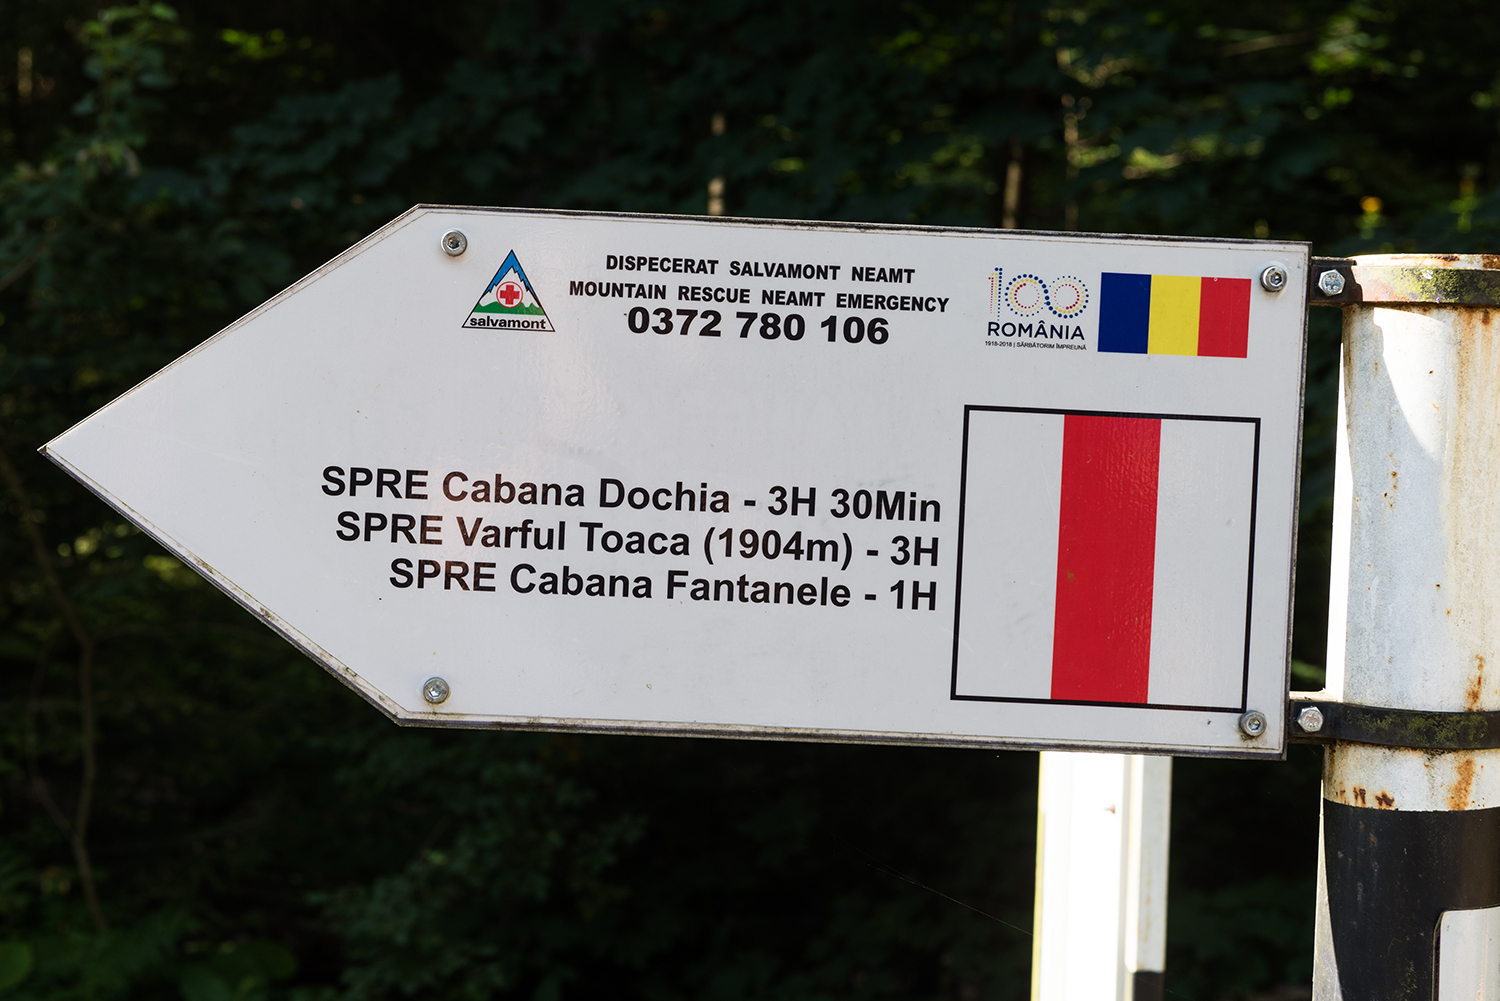 DISPECERAT SALVAMONT NEAMT
MOUNTAIN RESCUE NEAMT EMERGENCY
0372 780 106
salvamont
100
ROMÂNIA
1918-2018 | SĂRBĂTORIM ÎMPREUNĂ
SPRE Cabana Dochia - 3H 30Min
SPRE Varful Toaca (1904m) - 3H
SPRE Cabana Fantanele - 1H